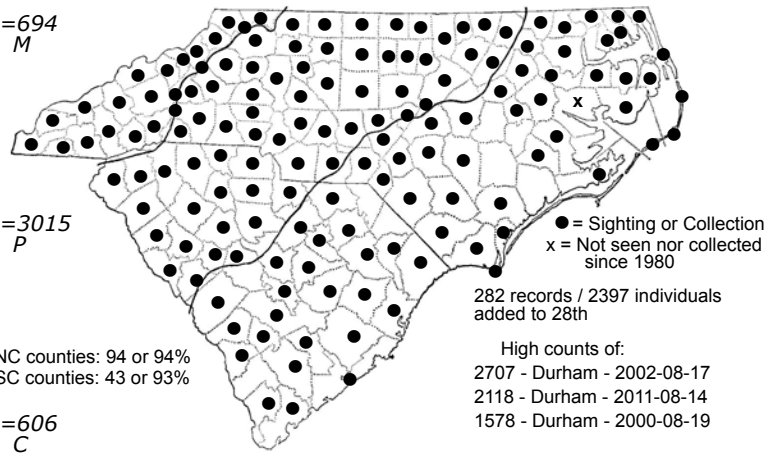 =694
M
=3015
P
● = Sighting or Collection
x = Not seen nor collected
since 1980
x
282 records / 2397 individuals
added to 28th
NC counties: 94 or 94%
SC counties: 43 or 93%
High counts of:
2707 - Durham - 2002-08-17
2118 - Durham - 2011-08-14
1578 - Durham - 2000-08-19
=606
C